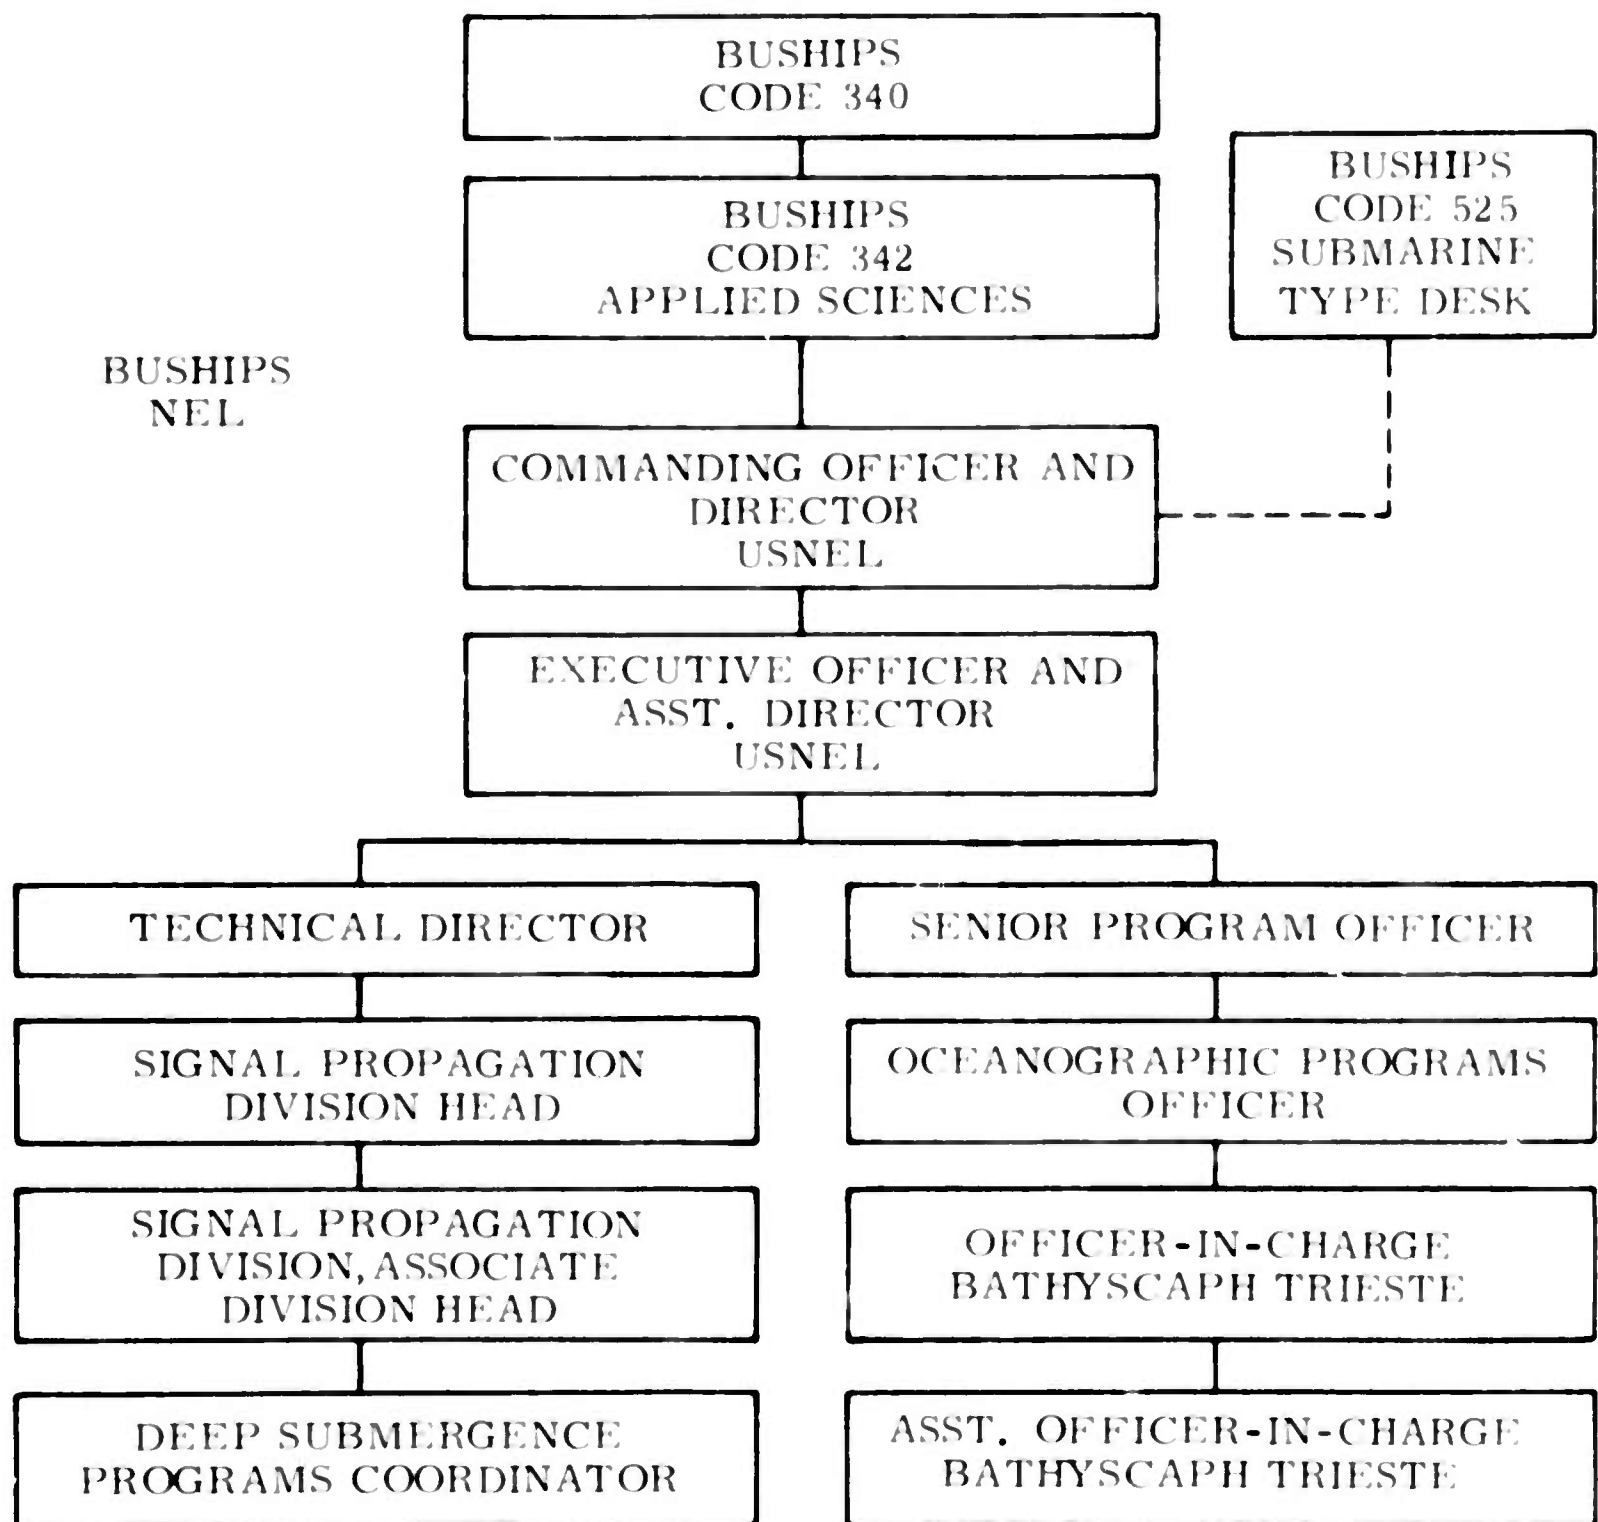 BUSHIPS
CODE 340
BUSHIPS
CODE 342
APPLIED SCIENCES
BUSHIPS
CODE 525
SUBMARINE
TYPE DESK
BUSHIPS
NEL
COMMANDING OFFICER AND
DIRECTOR
USNEL
EXECUTIVE OFFICER AND
ASST. DIRECTOR
USNEL
TECHNICAL DIRECTOR
SENIOR PROGRAM OFFICER
SIGNAL PROPAGATION
DIVISION HEAD
OCEANOGRAPHIC PROGRAMS
OFFICER
SIGNAL PROPAGATION
DIVISION, ASSOCIATE
DIVISION HEAD
OFFICER-IN-CHARGE
BATHYSCAPH TRIESTE
DEEP SUBMERGENCE
PROGRAMS COORDINATOR
ASST. OFFICER-IN-CHARGE
BATHYSCAPH TRIESTE